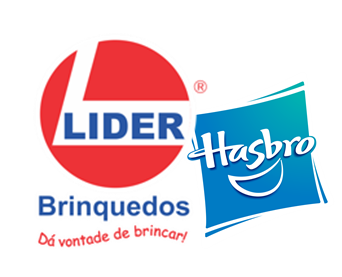 LIDER
®
Brinquedos
Dá vontade de brincar!
Hasbro